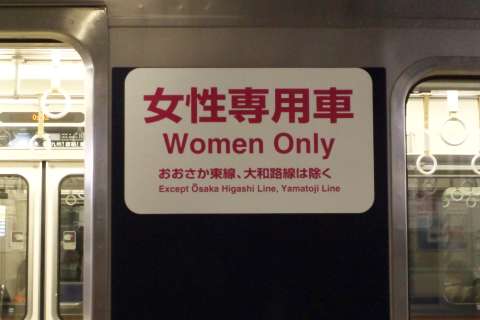 女性専用車
Women Only
おおさか東線、大和路線は除く
Except Ōsaka Higashi Line, Yamatoji Line